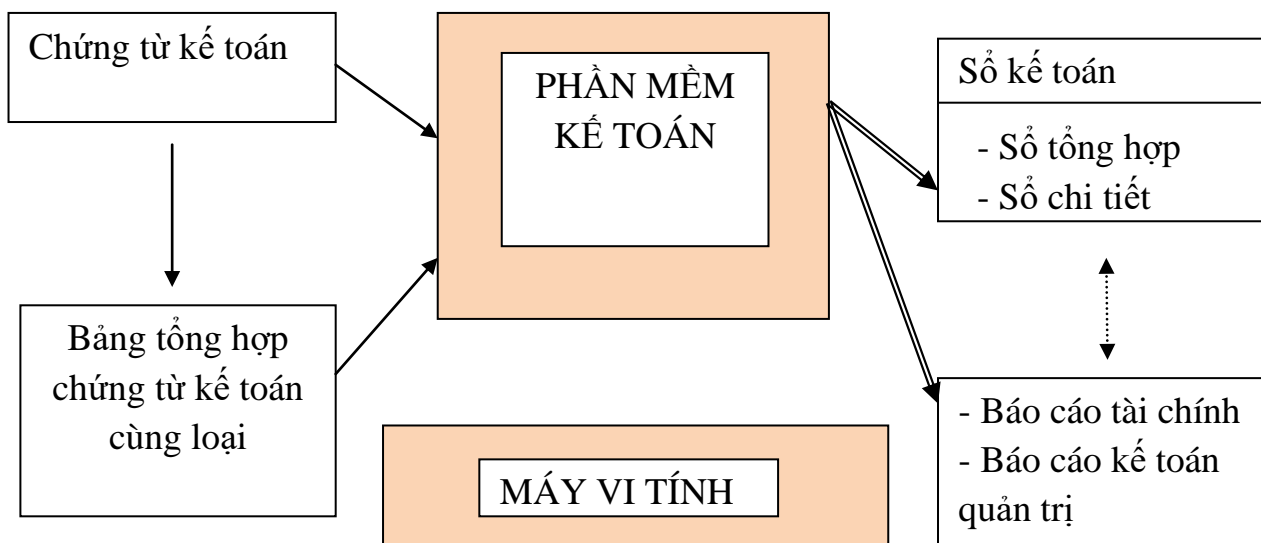 Chứng từ kế toán
Bảng tổng hợp
chứng từ kế toán
cùng loại
PHẦN MỀM
KẾ TOÁN
MÁY VI TÍNH
Sổ kế toán
- Sổ tổng hợp
- Sổ chi tiết
- Báo cáo tài chính
- Báo cáo kế toán
quản trị